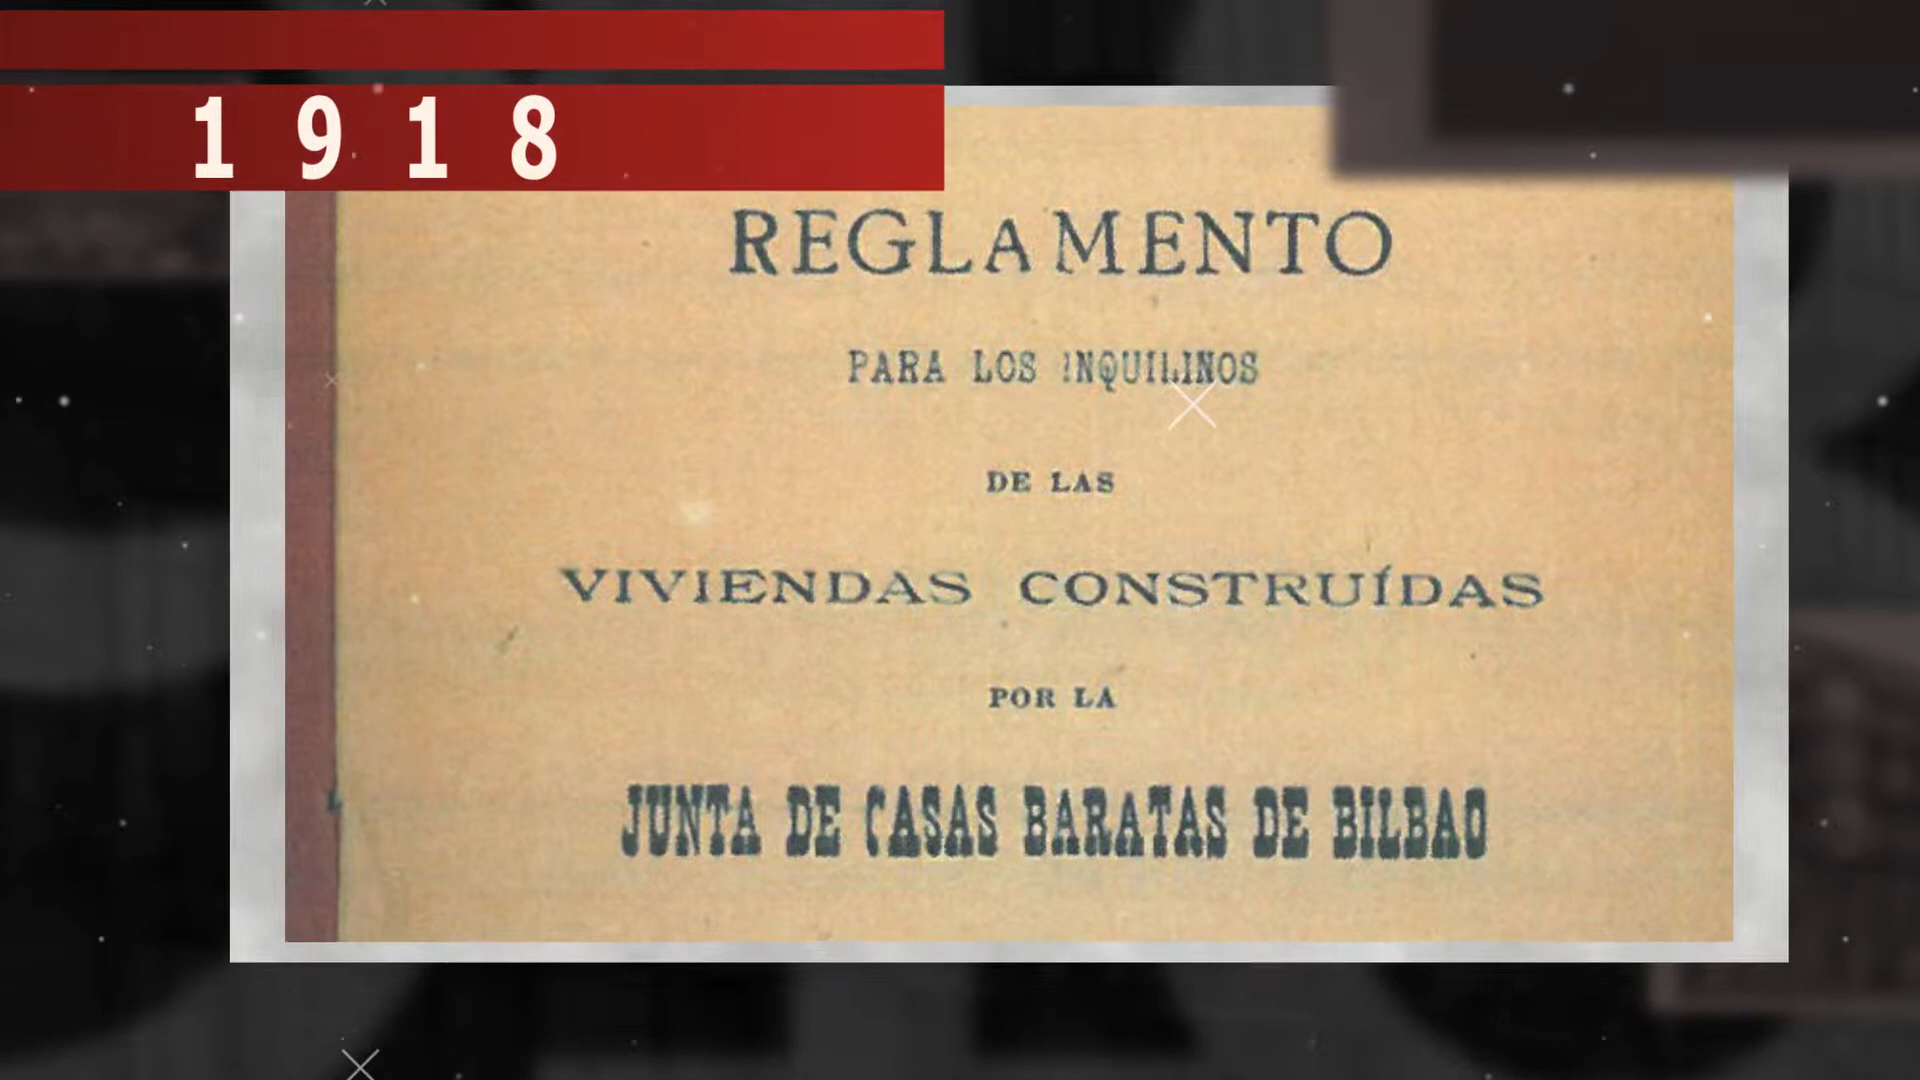 1918
REGLAMENTO
PARA LOS INQUILINOS
DE LAS
VIVIENDAS CONSTRUÍDAS
POR LA
JUNTA DE CASAS BARATAS DE BILBAO